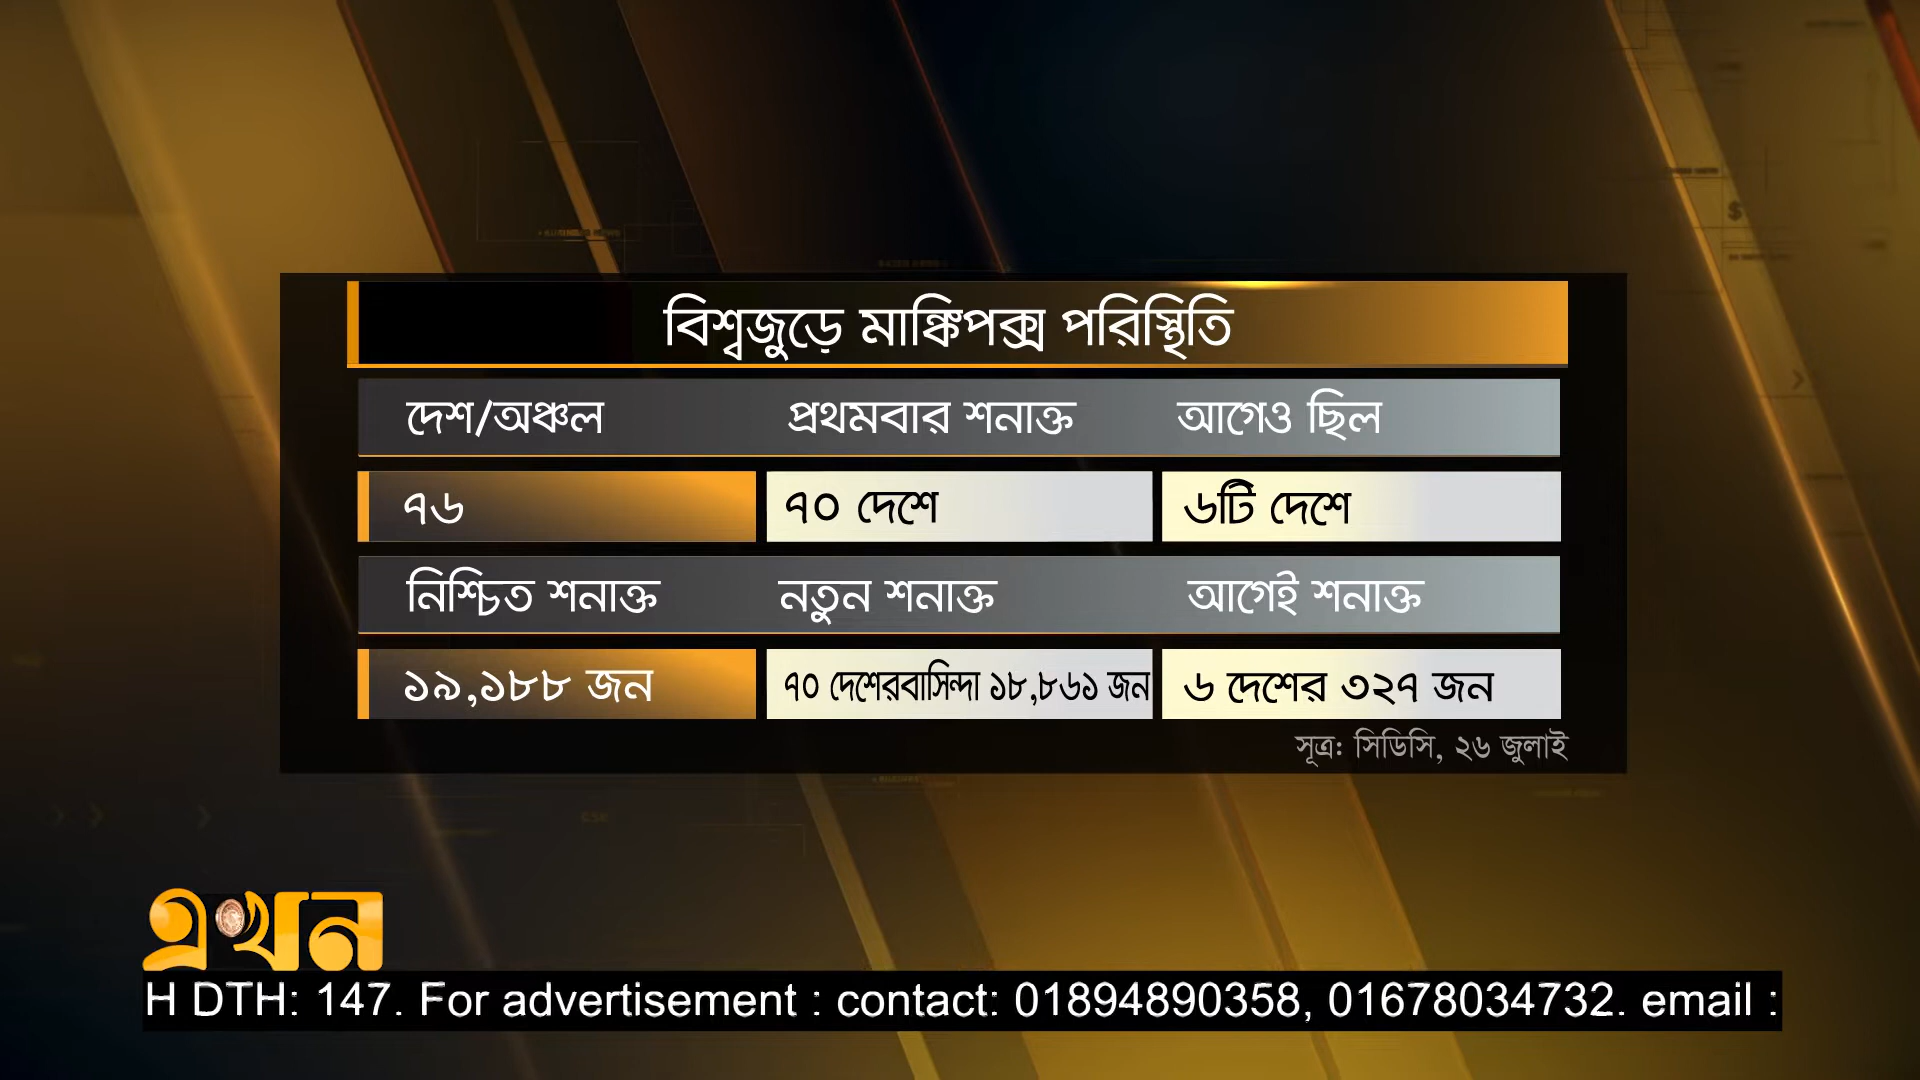 বিশ্বজুড়ে মাঙ্কিপক্স পরিস্থিতি
দেশ/অঞ্চল প্রথমবার শনাক্ত আগেও ছিল
৭৬ ৭০ দেশে ৬টি দেশে
নিশ্চিত শনাক্ত নতুন শনাক্ত আগেই শনাক্ত
১৯,১৮৮ জন ৭০ দেশেরবাসিন্দা ১৮,৮৬১ জন ৬ দেশের ৩২৭ জন
সূত্র: সিডিসি, ২৬ জুলাই
এখন
H DTH: 147. For advertisement : contact: 01894890358, 01678034732. email :